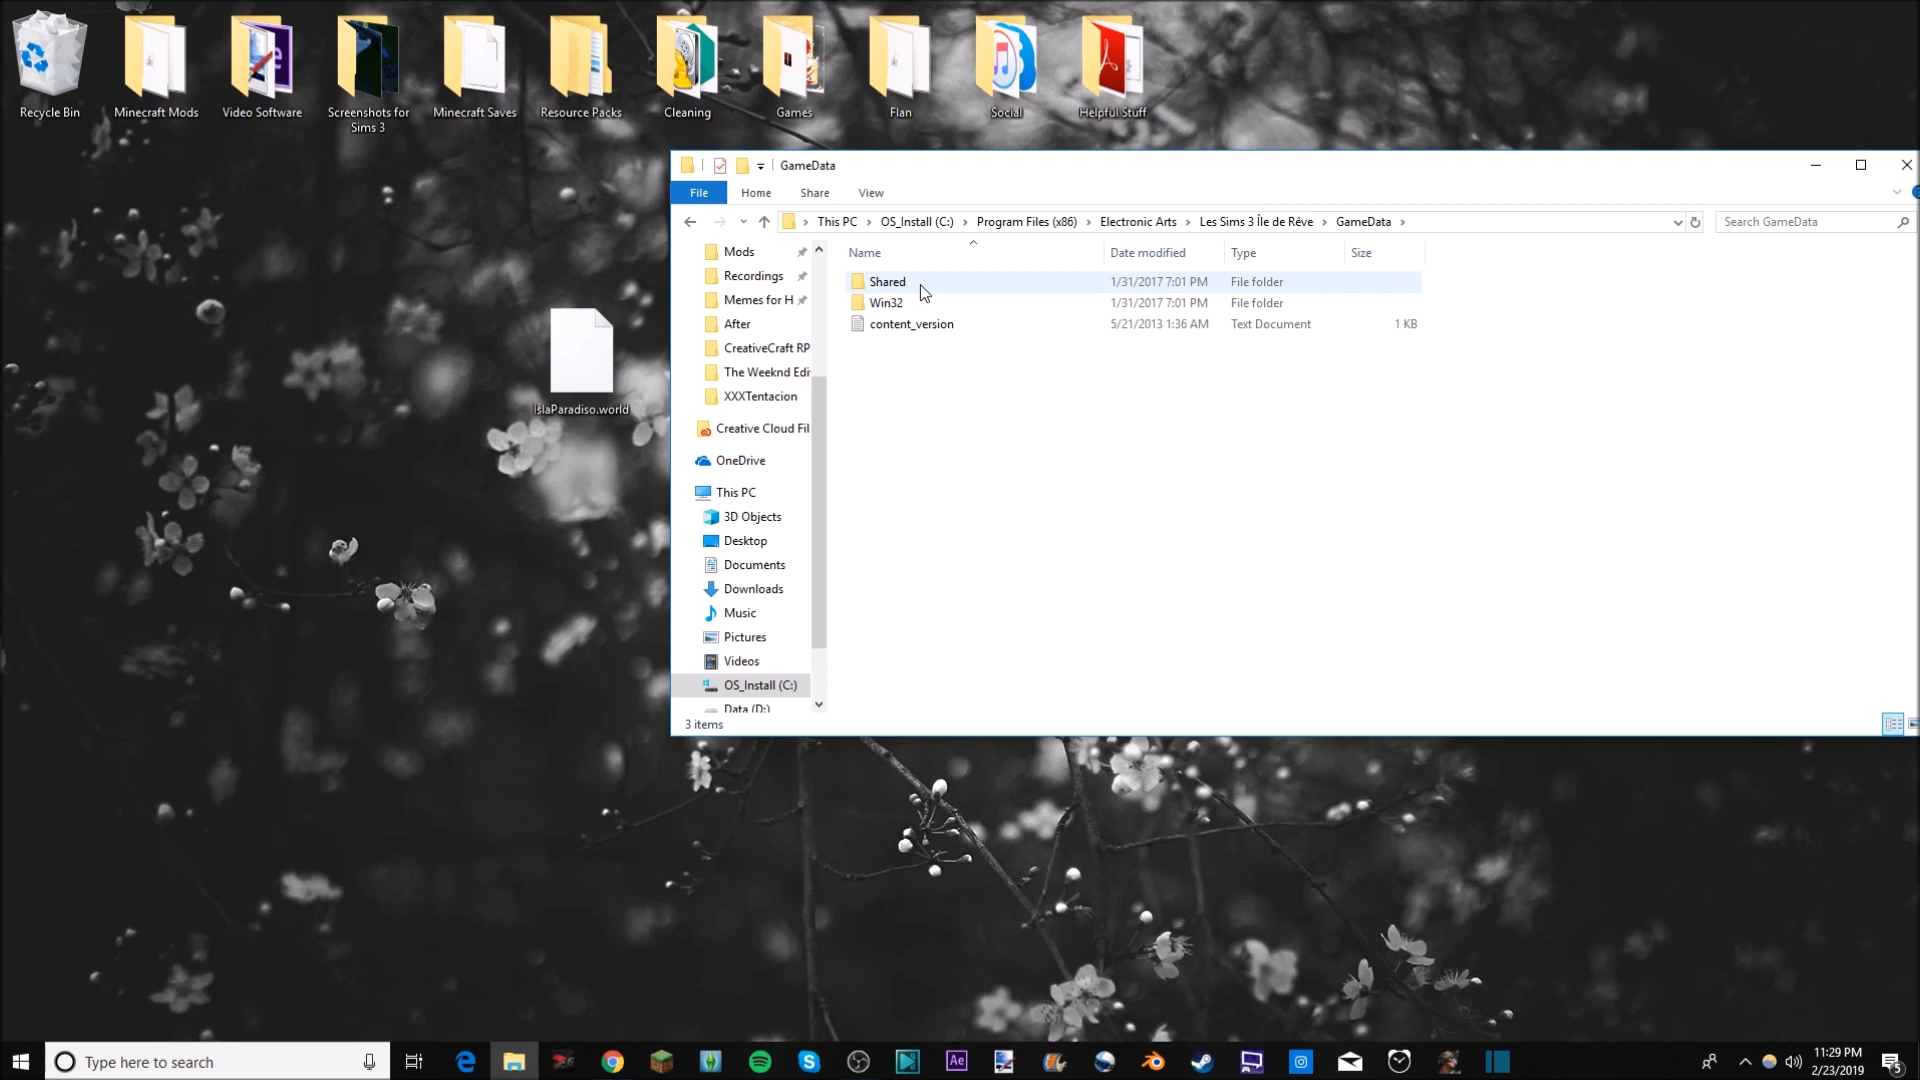 Recycle Bin
Minecraft Mods
Video Software
Screenshots for
Sims 3
Minecraft Saves
Resource Packs
Cleaning
Games
Flan
Social
Helpful Stuff
IslaParadiso.world
GameData
File Home Share View
This PC > OS_Install (C:) > Program Files (x86) > Electronic Arts > Les Sims 3 Île de Rêve > GameData >
Search GameData
Mods
Recordings
Memes for H
After
CreativeCraft RP
The Weeknd Edi
XXXTentacion
Creative Cloud Fil
OneDrive
This PC
3D Objects
Desktop
Documents
Downloads
Music
Pictures
Videos
OS_Install (C:)
Data (D:)
Name Date modified Type Size
Shared 1/31/2017 7:01 PM File folder
Win32 1/31/2017 7:01 PM File folder
content_version 5/21/2013 1:36 AM Text Document 1 KB
3 items
Type here to search
Ae
11:29 PM
2/23/2019
5